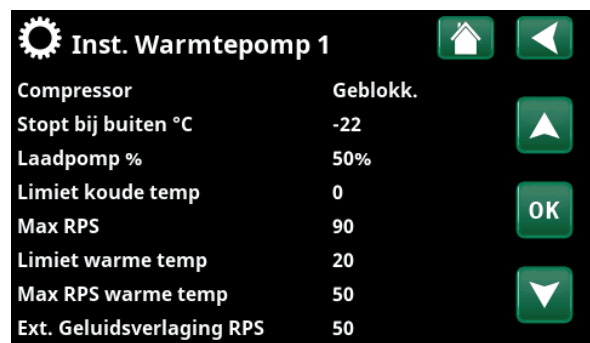 Inst. Warmtepomp 1
Compressor Geblokk.
Stopt bij buiten °C -22
Laadpomp % 50%
Limiet koude temp 0
Max RPS 90
OK
Limiet warme temp 20
Max RPS warme temp 50
Ext. Geluidsverlaging RPS 50